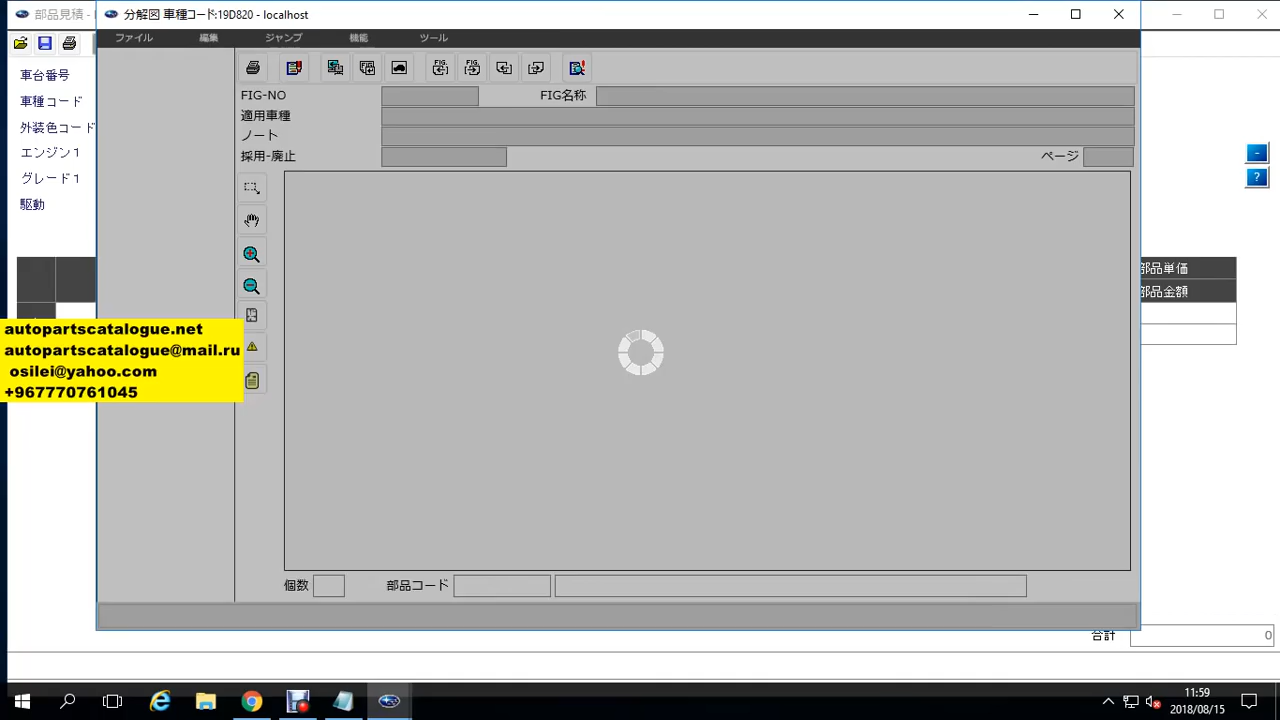 部品見積 -
分解図 車種コード:19D820 - localhost
ファイル 編集 ジャンプ 機能 ツール
FIG. FIG.
車台番号
車種コード
外装色コード
エンジン1
グレード1
駆動
FIG-NO FIG名称
適用車種
ノート
採用-廃止 ページ
?
部品単価
部品金額
autopartscatalogue.net
autopartscatalogue@mail.ru
osilei@yahoo.com
+967770761045
個数 部品コード
合計 0
11:59
2018/08/15